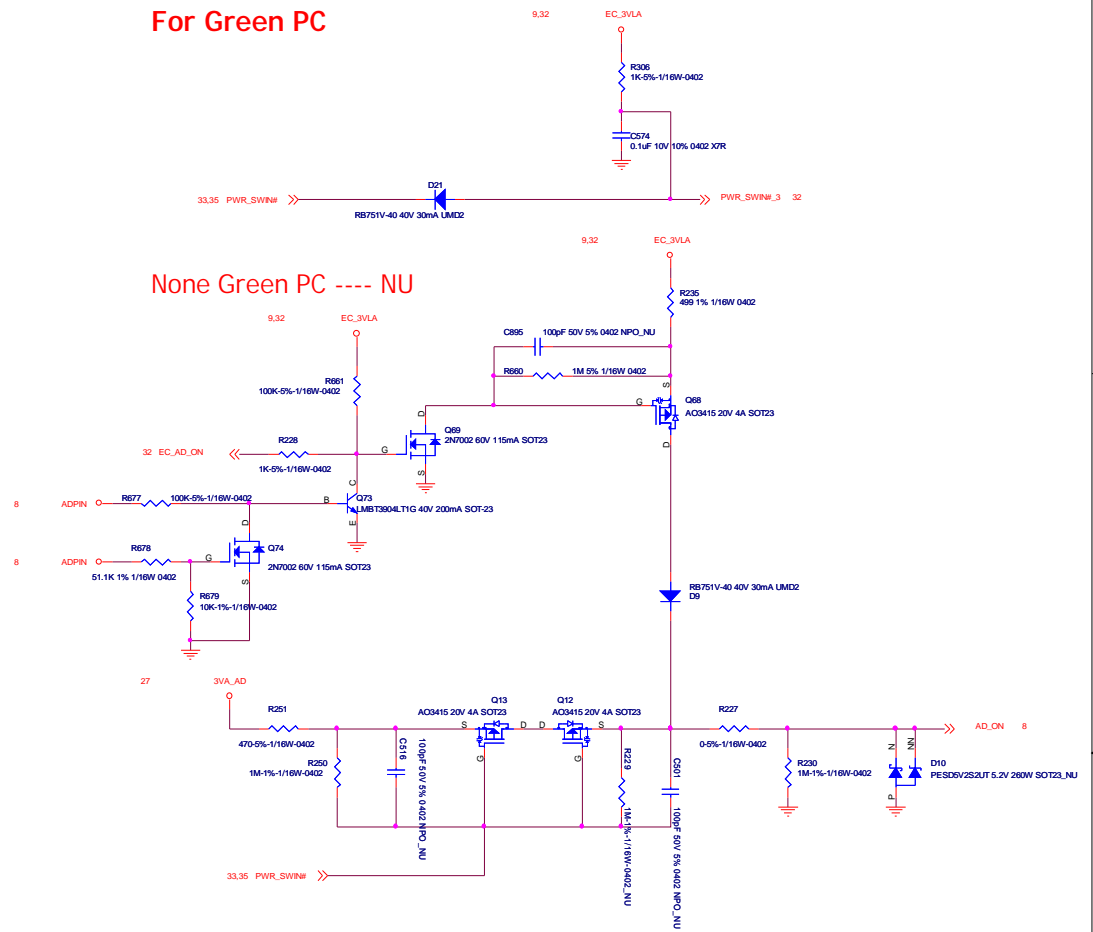 For Green PC
9,32 EC_3VLA
R306
1K-5%-1/16W-0402
C574
0.1uF 10V 10% 0402 X7R
D21
33,35 PWR_SWIN#
PWR_SWIN#_3 32
RB751V-40 40V 30mA UMD2
9,32 EC_3VLA
None Green PC ---- NU
R235
499 1% 1/16W 0402
9,32 EC_3VLA
C895 100pF 50V 5% 0402 NPO_NU
R660 1M 5% 1/16W 0402
R661
100K-5%-1/16W-0402
S
G
Q68
AO3415 20V 4A SOT23
D
D
Q69
2N7002 60V 115mA SOT23
G
S
R228
32 EC_AD_ON
1K-5%-1/16W-0402
C
8 ADPIN R677 100K-5%-1/16W-0402 B Q73
LMBT3904LT1G 40V 200mA SOT-23
E
D
R678
8 ADPIN
G
Q74
51.1K 1% 1/16W 0402
2N7002 60V 115mA SOT23
S
R679
10K-1%-1/16W-0402
RB751V-40 40V 30mA UMD2
D9
27 3VA_AD
R251
470-5%-1/16W-0402
Q13
AO3415 20V 4A SOT23
S D
G
Q12
AO3415 20V 4A SOT23
D S
G
R227
0-5%-1/16W-0402
AD_ON 8
R250
1M-1%-1/16W-0402
C516
100pF 50V 5% 0402 NPO_NU
R229
1M-1%-1/16W-0402_NU
C501
100pF 50V 5% 0402 NPO_NU
R230
1M-1%-1/16W-0402
N NN
D10
PESD5V2S2UT 5.2V 260W SOT23_NU
P
33,35 PWR_SWIN#